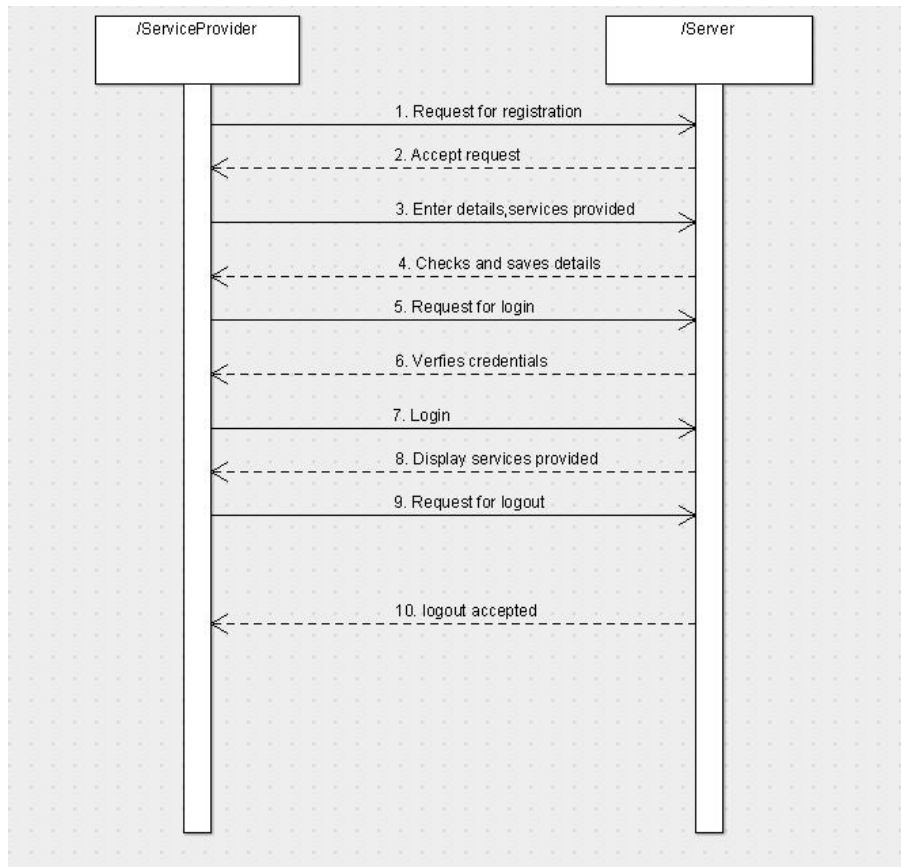 /ServiceProvider
/Server
1. Request for registration
2. Accept request
3. Enter details,services provided
4. Checks and saves details
5. Request for login
6. Verfies credentials
7. Login
8. Display services provided
9. Request for logout
10. logout accepted